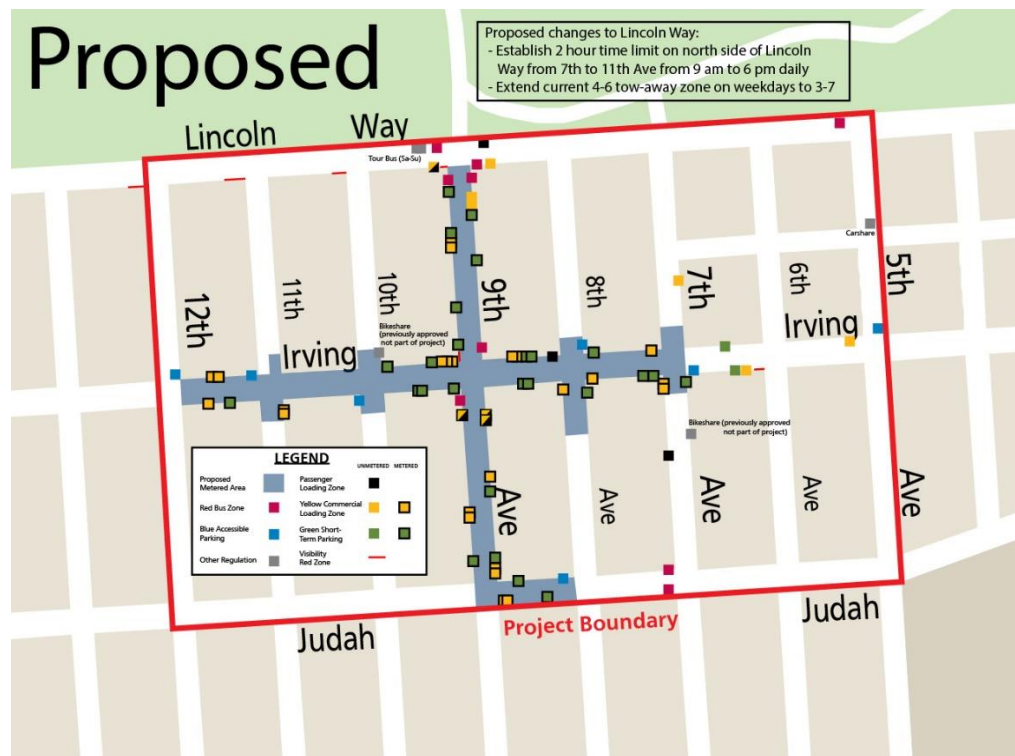 Proposed
Proposed changes to Lincoln Way:
- Establish 2 hour time limit on north side of Lincoln
Way from 7th to 11th Ave from 9 am to 6 pm daily
- Extend current 4-6 tow-away zone on weekdays to 3-7
Lincoln Way
Tour Bus (Sa-Su)
Carshare
12th
11th
10th
9th
8th
7th
6th
5th
Bikeshare
(previously approved
not part of project)
Irving
Irving
Bikeshare (previously approved
not part of project)
Ave
Ave
Ave
Ave
Ave
LEGEND
UNMETERED METERED
Proposed
Metered Area
Passenger
Loading Zone
Red Bus Zone
Yellow Commercial
Loading Zone
Blue Accessible
Parking
Green Short-
Term Parking
Other Regulation
Visibility
Red Zone
Judah
Project Boundary
Judah